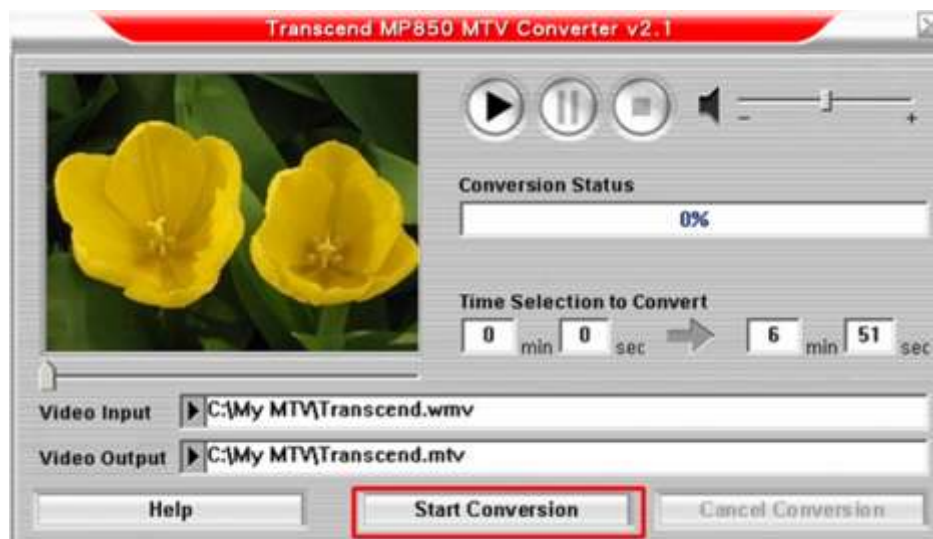 Transcend MP850 MTV Converter v2.1
- +
Conversion Status
0%
Time Selection to Convert
0 min 0 sec 6 min 51 sec
Video Input C:\My MTV\Transcend.wmv
Video Output C:\My MTV\Transcend.mtv
Help Start Conversion Cancel Conversion